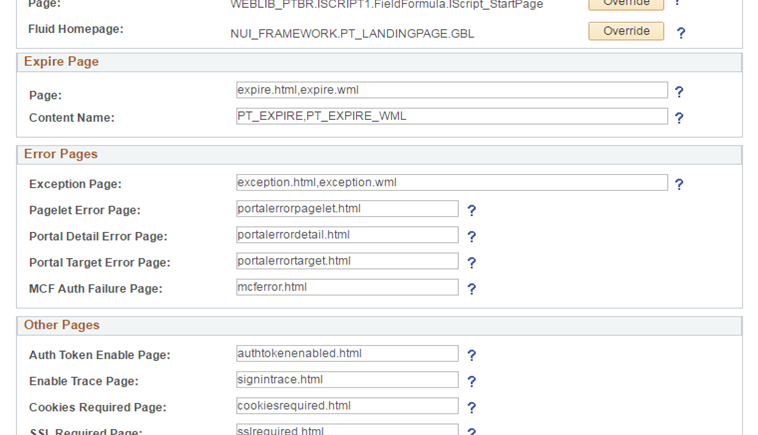 Page: WEBLIB_PTBR.ISCRIPT1.FieldFormula.IScript_StartPage Override ?
Fluid Homepage: NUI_FRAMEWORK.PT_LANDINGPAGE.GBL Override ?
Expire Page
Page: expire.html,expire.wml ?
Content Name: PT_EXPIRE,PT_EXPIRE_WML ?
Error Pages
Exception Page: exception.html,exception.wml ?
Pagelet Error Page: portalerrorpagelet.html ?
Portal Detail Error Page: portalerrordetail.html ?
Portal Target Error Page: portalerrortarget.html ?
MCF Auth Failure Page: mcferror.html ?
Other Pages
Auth Token Enable Page: authtokenenabled.html ?
Enable Trace Page: signintrace.html ?
Cookies Required Page: cookiesrequired.html ?
SSL Required Page: sslrequired.html ?